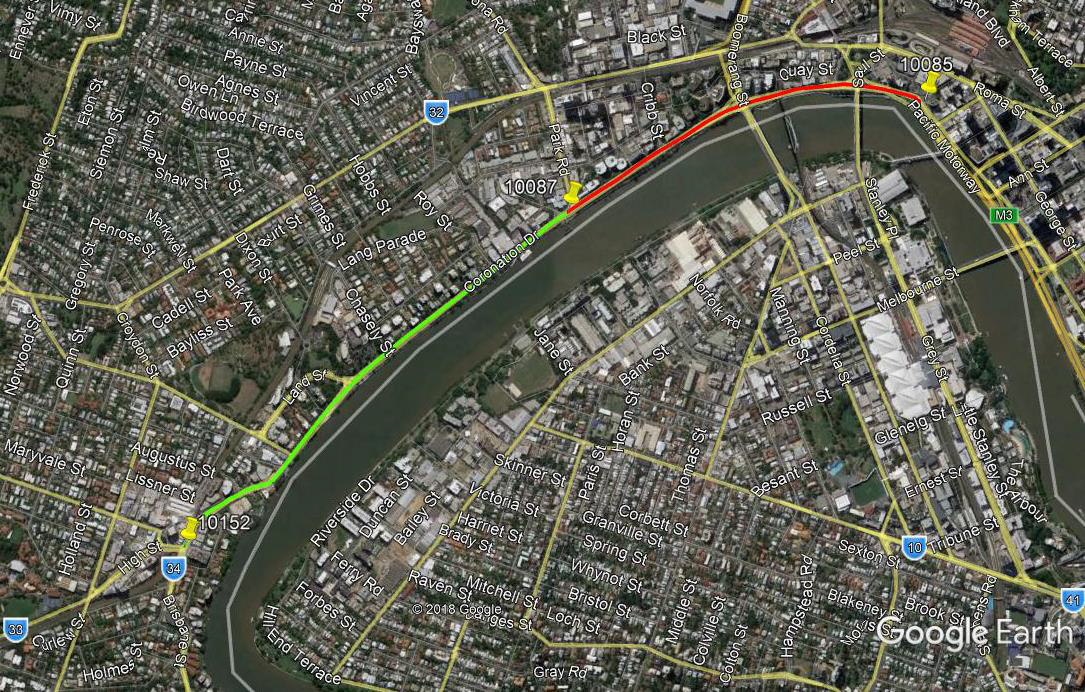 Vimy St
Annie St
Payne St
Agnes St
Owen Ln
Birdwood Terrace
Vincent St
Black St
Boomerang St
Quay St
Saul St
10085
Roma St
Albert St
32
Cribb St
Park Rd
Elton St
Stemon St
Shaw St
Dart St
Hobbs St
Roy St
Grimes St
Frederick St
10087
Pacific Motorway
Ann St
George St
M3
Markwell St
Penrose St
Burt St
Dixon St
Lang Parade
Coronation Dr
Stanley Pl
Peel St
Melbourne St
Gregory St
Park Ave
Cadell St
Bayliss St
Chasely St
Norfolk Rd
Manning St
Cordelia St
Grey St
Norwood St
Quinn St
Croydon St
Land St
Jane St
Bank St
Horan St
Russell St
Glenelg St
Little Stanley St
The Arbour
Maryvale St
Augustus St
Lissner St
Skinner St
Paris St
Thomas St
Besant St
Ernest St
10152
Holland St
High St
34
Riverside Dr
Duncan St
Bailey St
Victoria St
Harriet St
Brady St
Corbett St
Granville St
Spring St
Whynot St
Bristol St
Tribune St
10
Sexton St
Ferry Rd
Forbes St
Raven St
Mitchell St
Loch St
Middle St
Colville St
Colton St
Hampstead Rd
Blakeney St
Brook St
41
33
Curlew St
Brisbane St
Holmes St
Hill End Terrace
Gray Rd
© 2018 Google
Google Earth